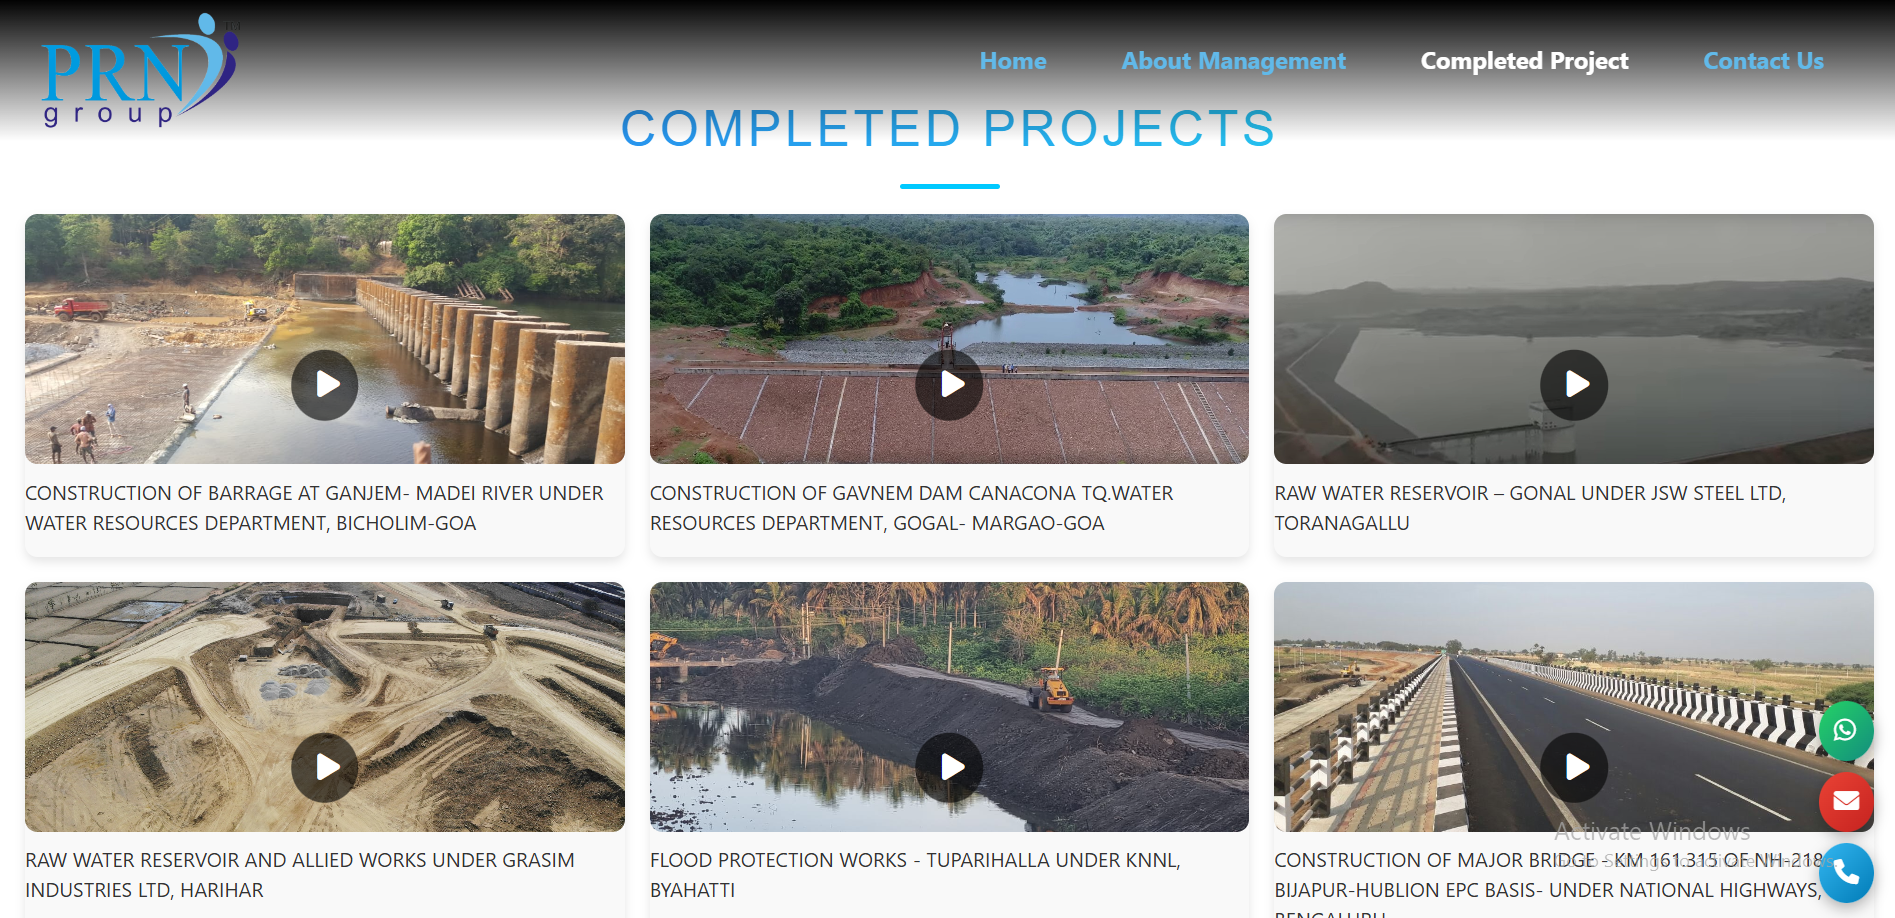 PRN
group
Home
About Management
Completed Project
Contact Us
COMPLETED PROJECTS
CONSTRUCTION OF BARRAGE AT GANJEM- MADEI RIVER UNDER
WATER RESOURCES DEPARTMENT, BICHOLIM-GOA
CONSTRUCTION OF GAVNEM DAM CANACONA TQ.WATER
RESOURCES DEPARTMENT, GOGAL- MARGAO-GOA
RAW WATER RESERVOIR – GONAL UNDER JSW STEEL LTD,
TORANAGALLU
RAW WATER RESERVOIR AND ALLIED WORKS UNDER GRASIM
INDUSTRIES LTD, HARIHAR
FLOOD PROTECTION WORKS - TUPARIHALLA UNDER KNNL,
BYAHATTI
CONSTRUCTION OF MAJOR BRIDGE - KM 161.315 OF NH-218
BIJAPUR-HUBLION EPC BASIS- UNDER NATIONAL HIGHWAYS,
BENGALURU
Activate Windows
Go to Settings to activate Windows.